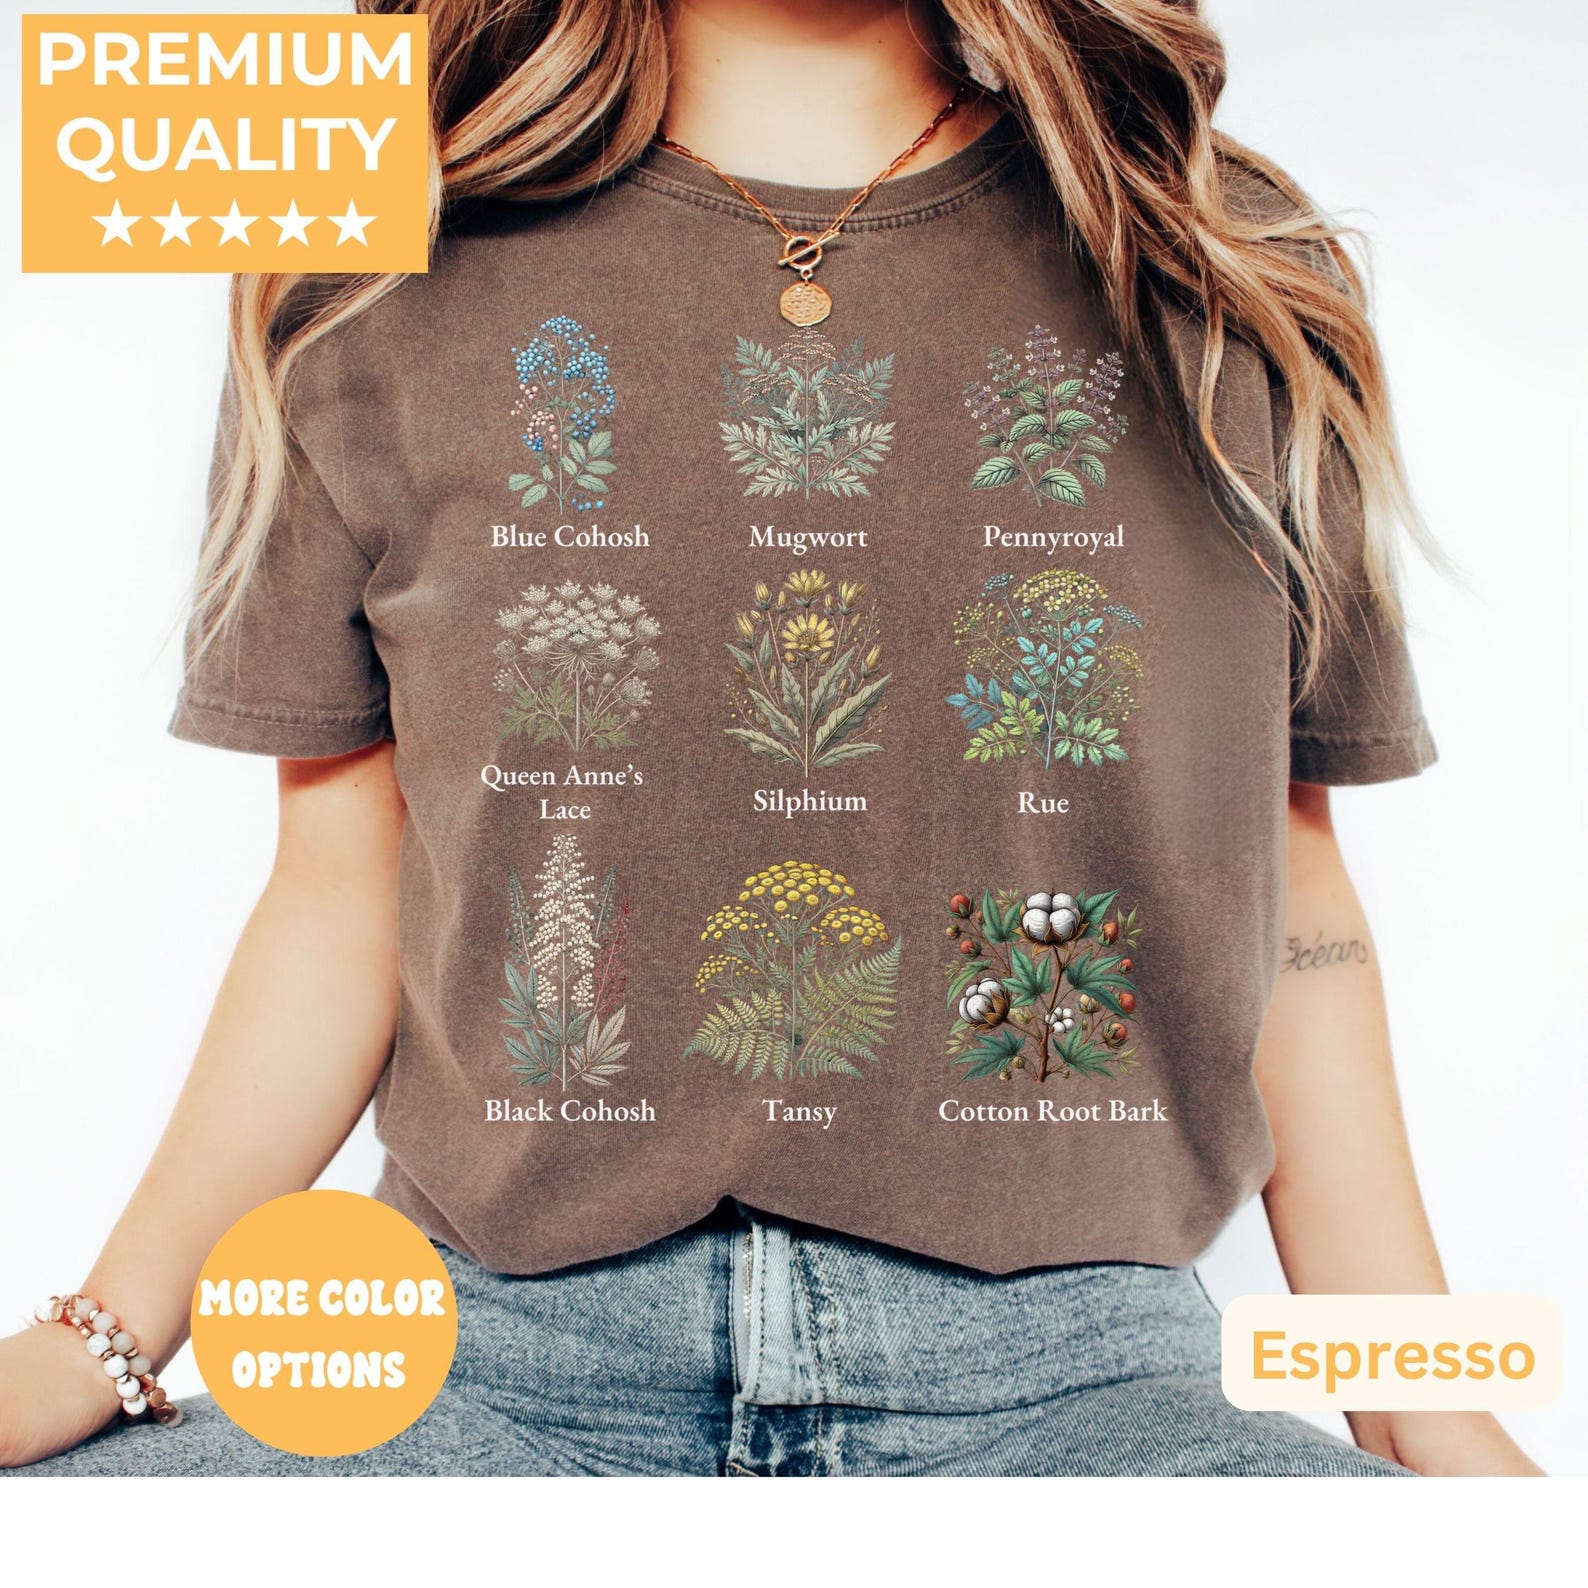 PREMIUM
QUALITY
Blue Cohosh
Mugwort
Pennyroyal
Queen Anne's
Lace
Silphium
Rue
Black Cohosh
Tansy
Cotton Root Bark
Océan
MORE COLOR
OPTIONS
Espresso